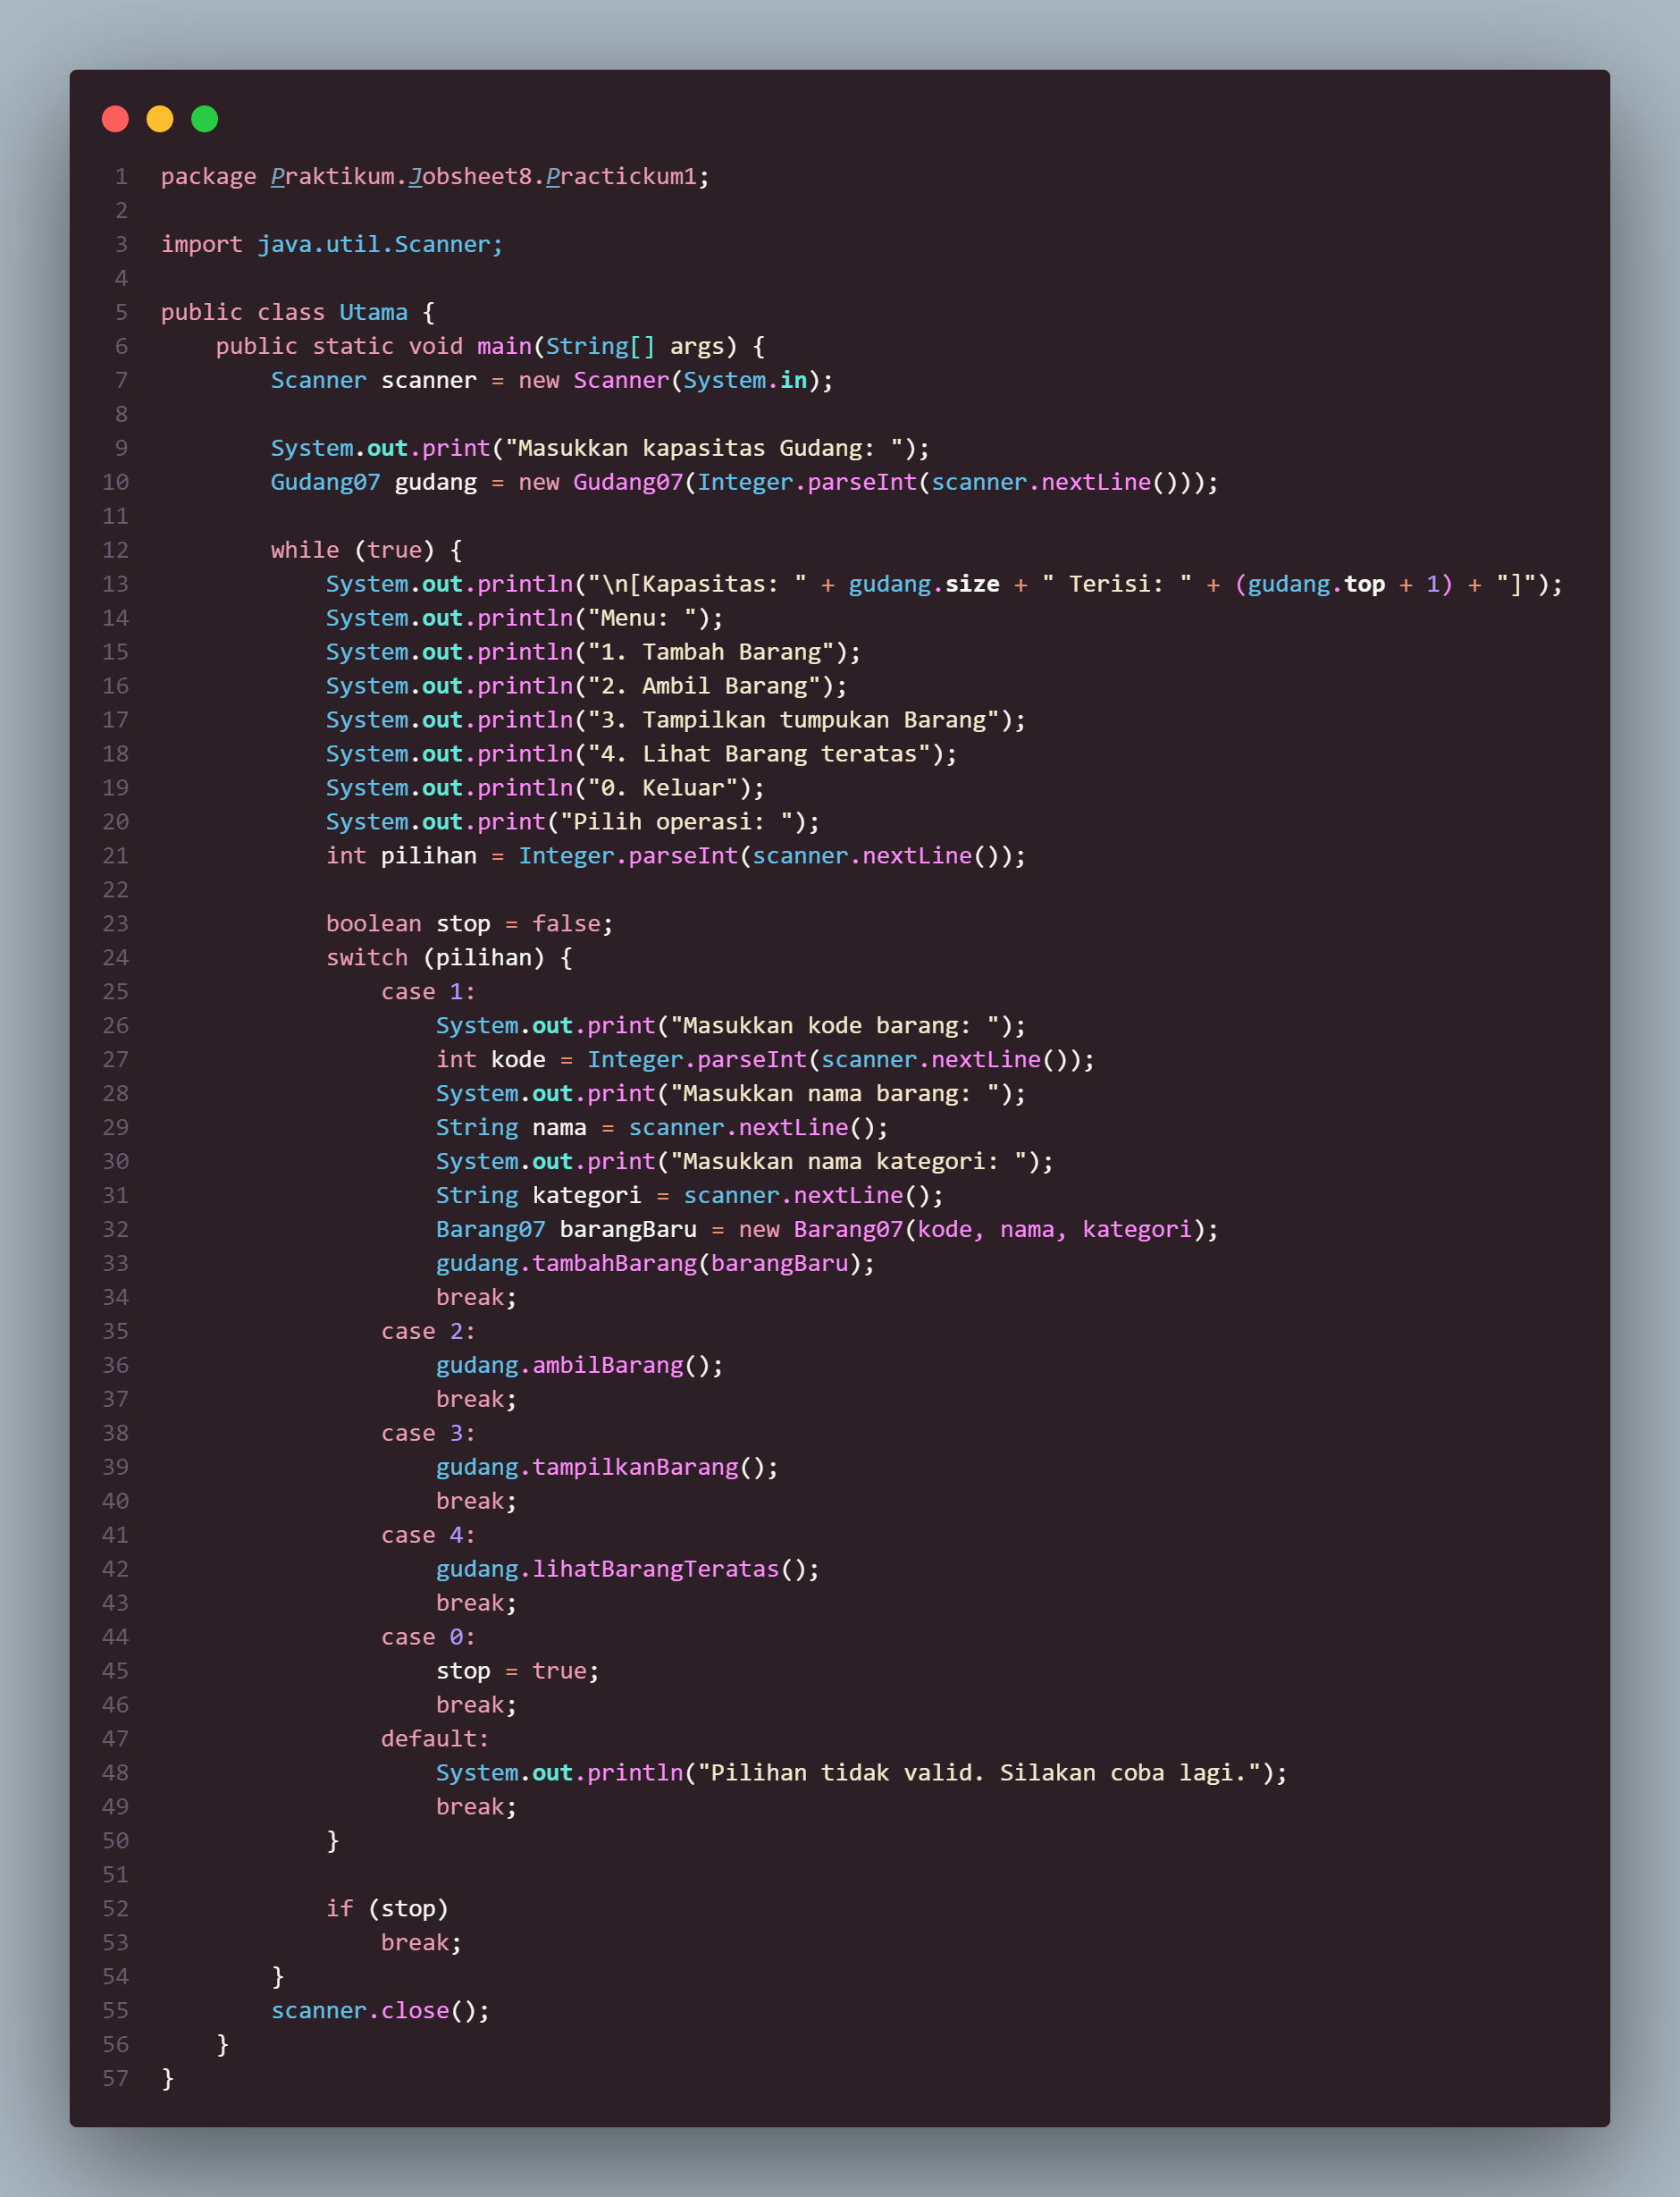 1 package Praktikum.Jobsheet8.Practickum1;
2
3 import java.util.Scanner;
4
5 public class Utama {
6     public static void main(String[] args) {
7         Scanner scanner = new Scanner(System.in);
8
9         System.out.print("Masukkan kapasitas Gudang: ");
10         Gudang07 gudang = new Gudang07(Integer.parseInt(scanner.nextLine()));
11
12         while (true) {
13             System.out.println("\n[Kapasitas: " + gudang.size + " Terisi: " + (gudang.top + 1) + "]");
14             System.out.println("Menu: ");
15             System.out.println("1. Tambah Barang");
16             System.out.println("2. Ambil Barang");
17             System.out.println("3. Tampilkan tumpukan Barang");
18             System.out.println("4. Lihat Barang teratas");
19             System.out.println("0. Keluar");
20             System.out.print("Pilih operasi: ");
21             int pilihan = Integer.parseInt(scanner.nextLine());
22
23             boolean stop = false;
24             switch (pilihan) {
25                 case 1:
26                     System.out.print("Masukkan kode barang: ");
27                     int kode = Integer.parseInt(scanner.nextLine());
28                     System.out.print("Masukkan nama barang: ");
29                     String nama = scanner.nextLine();
30                     System.out.print("Masukkan nama kategori: ");
31                     String kategori = scanner.nextLine();
32                     Barang07 barangBaru = new Barang07(kode, nama, kategori);
33                     gudang.tambahBarang(barangBaru);
34                     break;
35                 case 2:
36                     gudang.ambilBarang();
37                     break;
38                 case 3:
39                     gudang.tampilkanBarang();
40                     break;
41                 case 4:
42                     gudang.lihatBarangTeratas();
43                     break;
44                 case 0:
45                     stop = true;
46                     break;
47                 default:
48                     System.out.println("Pilihan tidak valid. Silakan coba lagi.");
49                     break;
50             }
51
52             if (stop)
53                 break;
54         }
55         scanner.close();
56     }
57 }